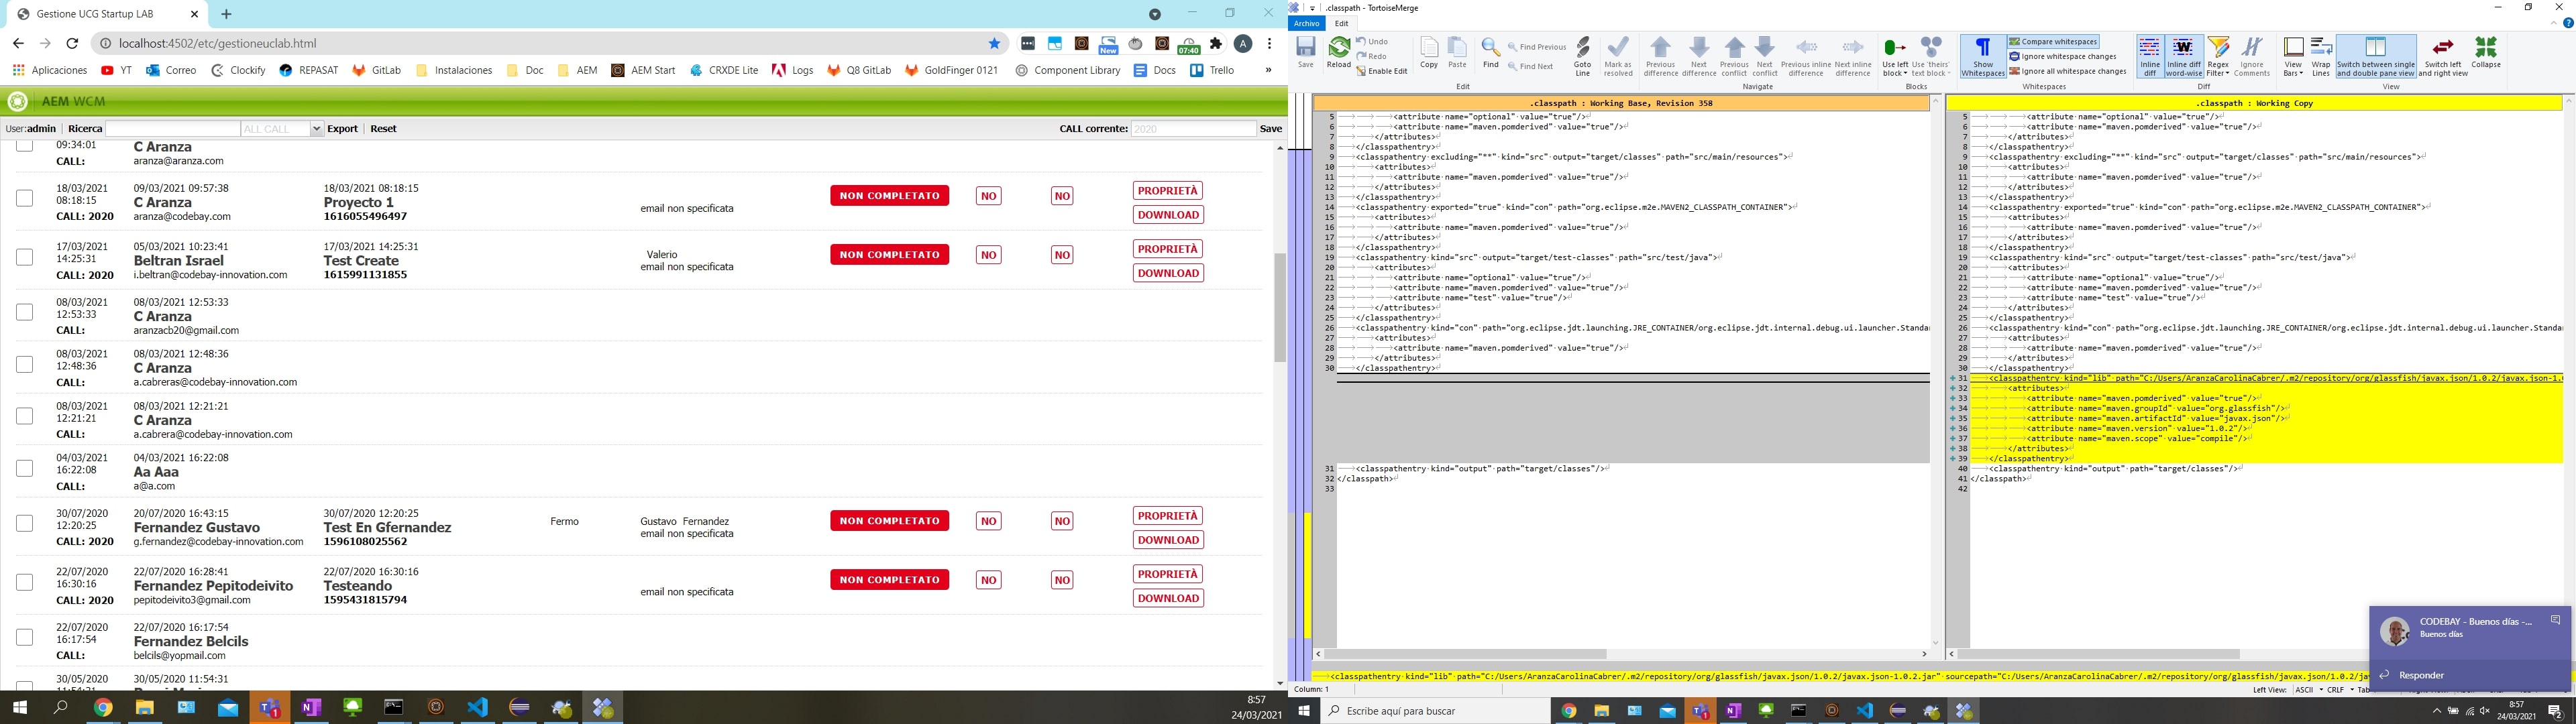 Gestione UCG Startup LAB
localhost:4502/etc/gestioneuclab.html
New
07:40
A
Aplicaciones YT Correo Clockify REPASAT GitLab Instalaciones Doc AEM AEM Start CRXDE Lite Logs Q8 GitLab GoldFinger 0121 Component Library Docs Trello »
AEM WCM
User:admin Ricerca ALL CALL Export Reset CALL corrente: 2020 Save
09:34:01 C Aranza
CALL: aranza@aranza.com
18/03/2021 09/03/2021 09:57:38 18/03/2021 08:18:15
08:18:15 C Aranza Proyecto 1 NON COMPLETATO NO NO PROPRIETÀ
CALL: 2020 aranza@codebay.com 1616055496497 email non specificata DOWNLOAD
17/03/2021 05/03/2021 10:23:41 17/03/2021 14:25:31
14:25:31 Beltran Israel Test Create Valerio NON COMPLETATO NO NO PROPRIETÀ
CALL: 2020 i.beltran@codebay-innovation.com 1615991131855 email non specificata DOWNLOAD
08/03/2021 08/03/2021 12:53:33
12:53:33 C Aranza
CALL: aranzacb20@gmail.com
08/03/2021 08/03/2021 12:48:36
12:48:36 C Aranza
CALL: a.cabreras@codebay-innovation.com
08/03/2021 08/03/2021 12:21:21
12:21:21 C Aranza
CALL: a.cabrera@codebay-innovation.com
04/03/2021 04/03/2021 16:22:08
16:22:08 Aa Aaa
CALL: a@a.com
30/07/2020 20/07/2020 16:43:15 30/07/2020 12:20:25
12:20:25 Fernandez Gustavo Test En Gfernandez Fermo Gustavo Fernandez NON COMPLETATO NO NO PROPRIETÀ
CALL: 2020 g.fernandez@codebay-innovation.com 1596108025562 email non specificata DOWNLOAD
22/07/2020 22/07/2020 16:28:41 22/07/2020 16:30:16
16:30:16 Fernandez Pepitodeivito Testeando NON COMPLETATO NO NO PROPRIETÀ
CALL: 2020 pepitodeivito3@gmail.com 1595431815794 email non specificata DOWNLOAD
22/07/2020 22/07/2020 16:17:54
16:17:54 Fernandez Belcils
CALL: belcils@yopmail.com
30/05/2020 30/05/2020 11:54:31
8:57
24/03/2021
.classpath - TortoiseMerge
Archivo Edit
Save Reload Undo Redo Enable Edit Copy Paste Find Find Previous Find Next Goto Line Mark as resolved
Previous difference Next difference Previous conflict Next conflict Previous inline difference Next inline difference
Use left block Use 'theirs' text block
Show Whitespaces Compare whitespaces Ignore whitespace changes Ignore all whitespace changes
Inline diff Inline diff word-wise Regex Filter Ignore Comments
View Bars Wrap Lines Switch between single and double pane view Switch left and right view Collapse
Edit Navigate Blocks Whitespaces Diff View
.classpath : Working Base, Revision 358
5 <attribute name="optional" value="true"/>
6 <attribute name="maven.pomderived" value="true"/>
7 </attributes>
8 </classpathentry>
9 <classpathentry excluding="**" kind="src" output="target/classes" path="src/main/resources">
10 <attributes>
11 <attribute name="maven.pomderived" value="true"/>
12 </attributes>
13 </classpathentry>
14 <classpathentry exported="true" kind="con" path="org.eclipse.m2e.MAVEN2_CLASSPATH_CONTAINER">
15 <attributes>
16 <attribute name="maven.pomderived" value="true"/>
17 </attributes>
18 </classpathentry>
19 <classpathentry kind="src" output="target/test-classes" path="src/test/java">
20 <attributes>
21 <attribute name="optional" value="true"/>
22 <attribute name="maven.pomderived" value="true"/>
23 <attribute name="test" value="true"/>
24 </attributes>
25 </classpathentry>
26 <classpathentry kind="con" path="org.eclipse.jdt.launching.JRE_CONTAINER/org.eclipse.jdt.internal.debug.ui.launcher.Standa
27 <attributes>
28 <attribute name="maven.pomderived" value="true"/>
29 </attributes>
30 </classpathentry>
31 <classpathentry kind="output" path="target/classes"/>
32 </classpath>
33
.classpath : Working Copy
5 <attribute name="optional" value="true"/>
6 <attribute name="maven.pomderived" value="true"/>
7 </attributes>
8 </classpathentry>
9 <classpathentry excluding="**" kind="src" output="target/classes" path="src/main/resources">
10 <attributes>
11 <attribute name="maven.pomderived" value="true"/>
12 </attributes>
13 </classpathentry>
14 <classpathentry exported="true" kind="con" path="org.eclipse.m2e.MAVEN2_CLASSPATH_CONTAINER">
15 <attributes>
16 <attribute name="maven.pomderived" value="true"/>
17 </attributes>
18 </classpathentry>
19 <classpathentry kind="src" output="target/test-classes" path="src/test/java">
20 <attributes>
21 <attribute name="optional" value="true"/>
22 <attribute name="maven.pomderived" value="true"/>
23 <attribute name="test" value="true"/>
24 </attributes>
25 </classpathentry>
26 <classpathentry kind="con" path="org.eclipse.jdt.launching.JRE_CONTAINER/org.eclipse.jdt.internal.debug.ui.launcher.Standa
27 <attributes>
28 <attribute name="maven.pomderived" value="true"/>
29 </attributes>
30 </classpathentry>
31 <classpathentry kind="lib" path="C:/Users/AranzaCarolinaCabrer/.m2/repository/org/glassfish/javax.json/1.0.2/javax.json-1.0
32 <attributes>
33 <attribute name="maven.pomderived" value="true"/>
34 <attribute name="maven.groupId" value="org.glassfish"/>
35 <attribute name="maven.artifactId" value="javax.json"/>
36 <attribute name="maven.version" value="1.0.2"/>
37 <attribute name="maven.scope" value="compile"/>
38 </attributes>
39 </classpathentry>
40 <classpathentry kind="output" path="target/classes"/>
41 </classpath>
42
CODEBAY - Buenos días -...
Buenos días
Responder
<classpathentry kind="lib" path="C:/Users/AranzaCarolinaCabrer/.m2/repository/org/glassfish/javax.json/1.0.2/javax.json-1.0.2.jar" sourcepath="C:/Users/AranzaCarolinaCabrer/.m2/repository/org/glassfish/javax.json/1.0.2/jav
Column: 1 Left View: ASCII CRLF Tab
Escribe aquí para buscar
8:57
24/03/2021